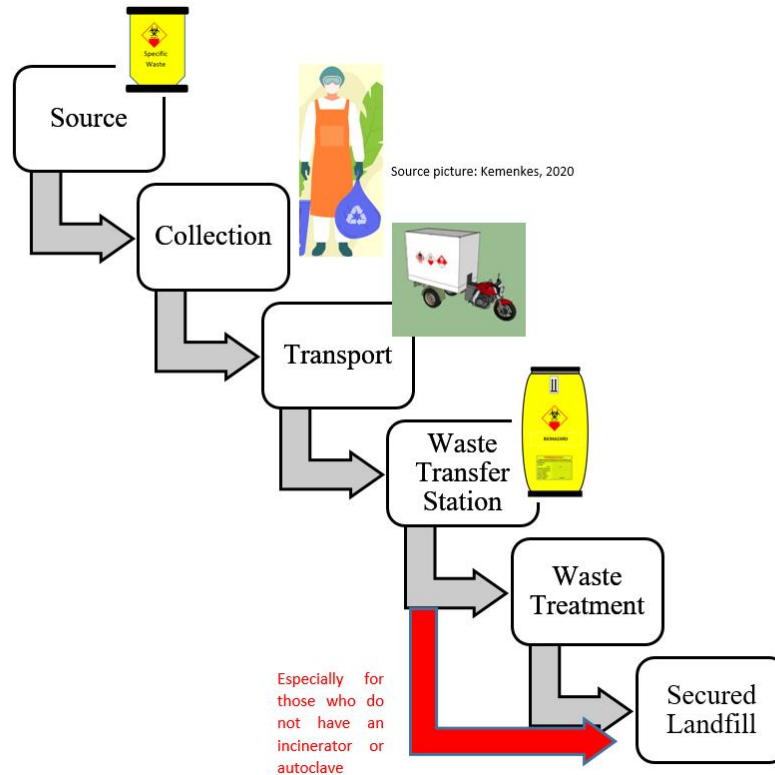 Specific
Waste
Source
Source picture: Kemenkes, 2020
Collection
Transport
BIOHAZARD
Waste
Transfer
Station
Waste
Treatment
Especially for
those who do
not have an
incinerator or
autoclave
Secured
Landfill